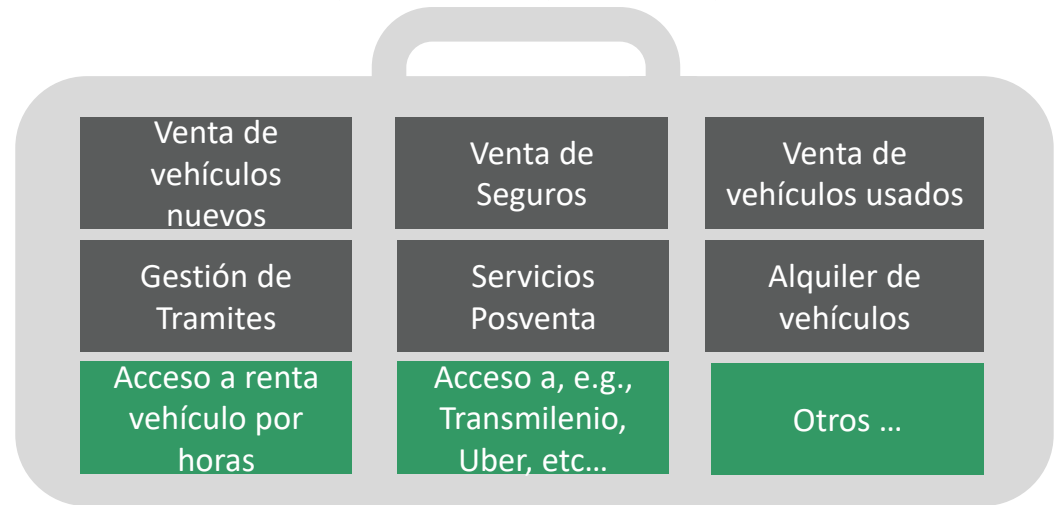 Venta de
vehículos
nuevos
Venta de
Seguros
Venta de
vehículos usados
Gestión de
Tramites
Servicios
Posventa
Alquiler de
vehículos
Acceso a renta
vehículo por
horas
Acceso a, e.g.,
Transmilenio,
Uber, etc…
Otros …